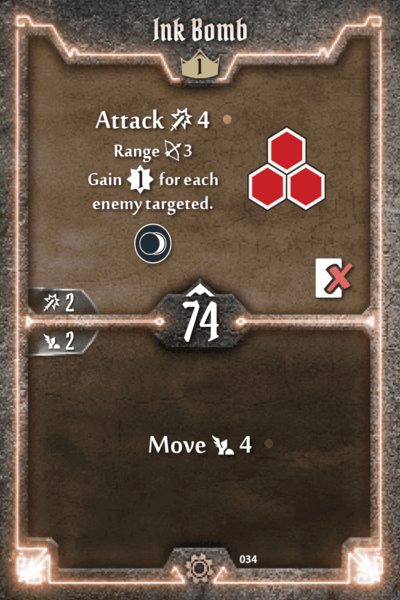 Ink Bomb
1
Attack 4
Range 3
Gain 1 for each
enemy targeted.
2
74
2
Move 4
034